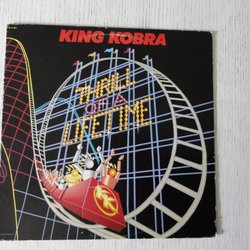 KING KOBRA
THRILL
OF A
LIFETIME